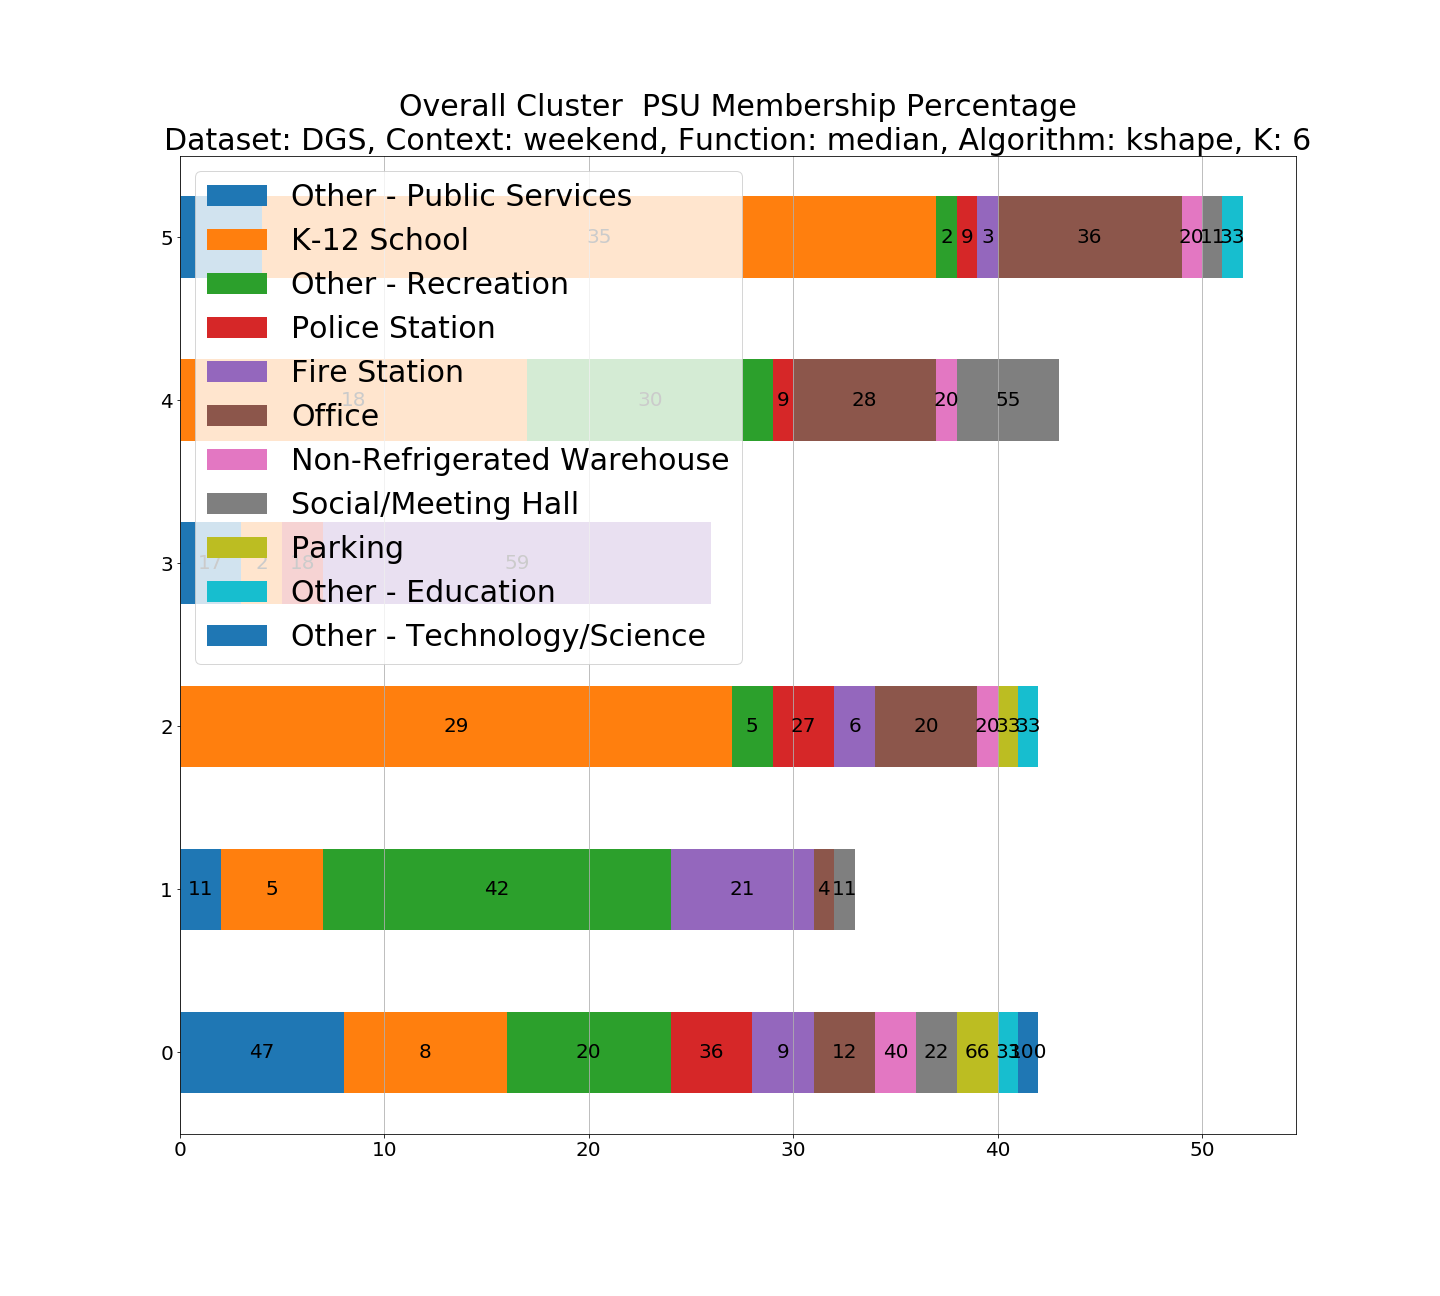 Overall Cluster  PSU Membership Percentage
Dataset: DGS, Context: weekend, Function: median, Algorithm: kshape, K: 6
Other - Public Services
K-12 School
Other - Recreation
Police Station
Fire Station
Office
Non-Refrigerated Warehouse
Social/Meeting Hall
Parking
Other - Education
Other - Technology/Science
5 35 2 9 3 36 20 11 33
4 18 30 9 28 20 55
3 17 2 18 59
2 29 5 27 6 20 20 33 33
1 11 5 42 21 4 11
0 47 8 20 36 9 12 40 22 66 33 100
0 10 20 30 40 50